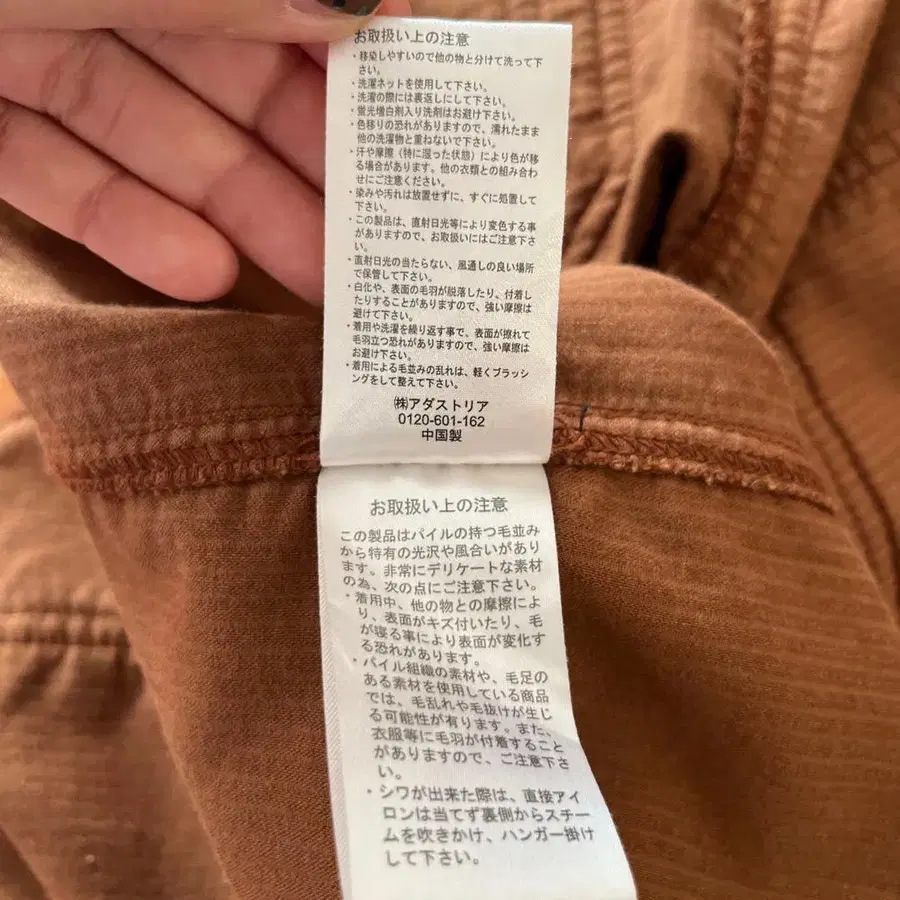 お取扱い上の注意
・移染しやすいので他の物と分けて洗って下
さい。
・洗濯ネットを使用して下さい。
・洗濯の際には裏返しにして下さい。
・蛍光増白剤入り洗剤はお避け下さい。
・色移りの恐れがありますので、濡れたまま
他の洗濯物と重ねないで下さい。
・汗や摩擦（特に湿った状態）により色が移
る場合があります。他の衣類との組み合わ
せにご注意ください。
・染みや汚れは放置せずに、すぐに処置して
下さい。
・この製品は、直射日光等により変色する事
がありますので、お取扱いにはご注意下さ
い。
・直射日光の当たらない、風通しの良い場所
で保管して下さい。
・白化や、表面の毛羽が脱落したり、付着し
たりすることがありますので、強い摩擦は
避けて下さい。
・着用や洗濯を繰り返す事で、表面が擦れて
毛羽立つ恐れがありますので、強い摩擦は
お避け下さい。
・着用による毛並みの乱れは、軽くブラッシ
ングをして整えて下さい。
㈱アダストリア
0120-601-162
中国製
お取扱い上の注意
この製品はパイルの持つ毛並み
から特有の光沢や風合いがあり
ます。非常にデリケートな素材
の為、次の点にご注意下さい。
・着用中、他の物との摩擦によ
り、表面がキズ付いたり、毛
が寝る事により表面が変化す
る恐れがあります。
・パイル組織の素材や、毛足の
ある素材を使用している商品
では、毛乱れや毛抜けが生じ
る可能性が有ります。また、
衣服等に毛羽が付着すること
がありますので、ご注意下さ
い。
・シワが出来た際は、直接アイ
ロンは当てず裏側からスチー
ムを吹きかけ、ハンガー掛け
して下さい。